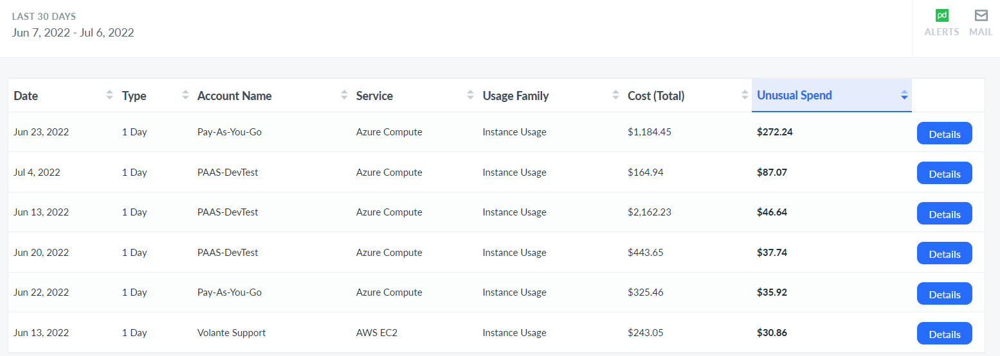 LAST 30 DAYS
Jun 7, 2022 - Jul 6, 2022
pd
ALERTS MAIL
Date Type Account Name Service Usage Family Cost (Total) Unusual Spend
Jun 23, 2022 1 Day Pay-As-You-Go Azure Compute Instance Usage $1,184.45 $272.24 Details
Jul 4, 2022 1 Day PAAS-DevTest Azure Compute Instance Usage $164.94 $87.07 Details
Jun 13, 2022 1 Day PAAS-DevTest Azure Compute Instance Usage $2,162.23 $46.64 Details
Jun 20, 2022 1 Day PAAS-DevTest Azure Compute Instance Usage $443.65 $37.74 Details
Jun 22, 2022 1 Day Pay-As-You-Go Azure Compute Instance Usage $325.46 $35.92 Details
Jun 13, 2022 1 Day Volante Support AWS EC2 Instance Usage $243.05 $30.86 Details